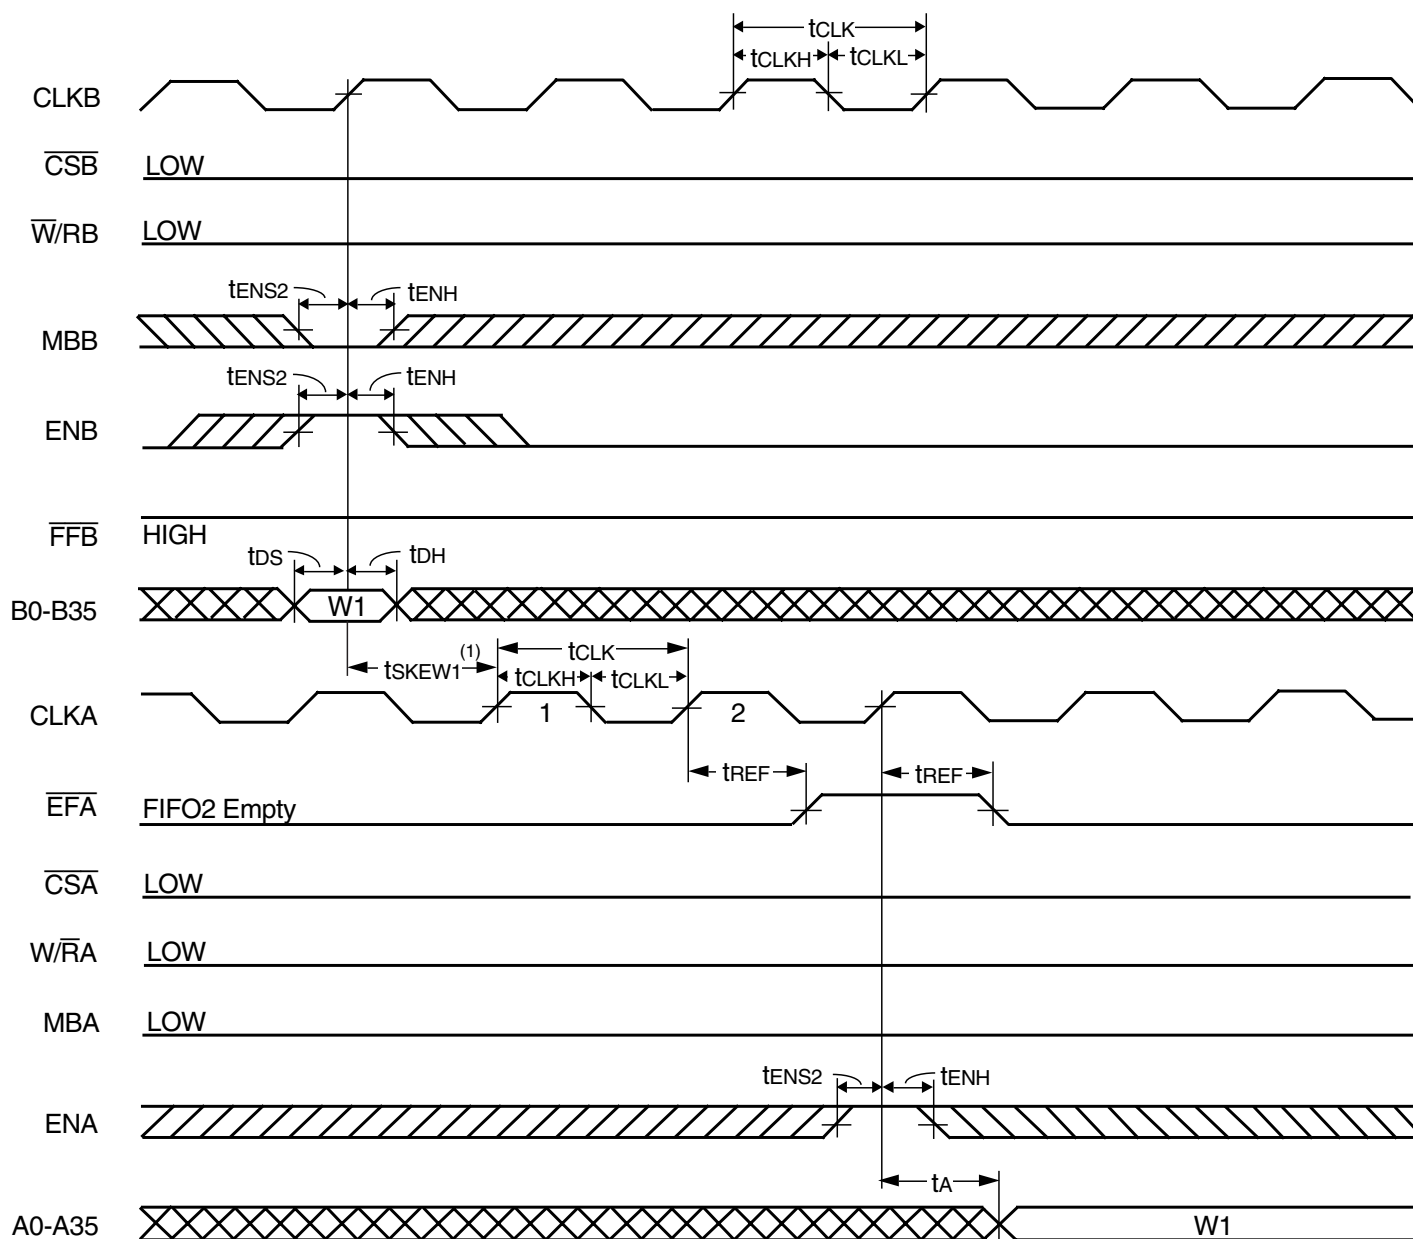 tCLK
tCLKH tCLKL
CLKB
CSB LOW
W/RB LOW
tENS2 tENH
MBB
tENS2 tENH
ENB
FFB HIGH
tDS tDH
B0-B35 W1
tSKEW1(1) tCLK
tCLKH tCLKL
CLKA 1 2
tREF tREF
EFA FIFO2 Empty
CSA LOW
W/RA LOW
MBA LOW
tENS2 tENH
ENA
tA
A0-A35 W1